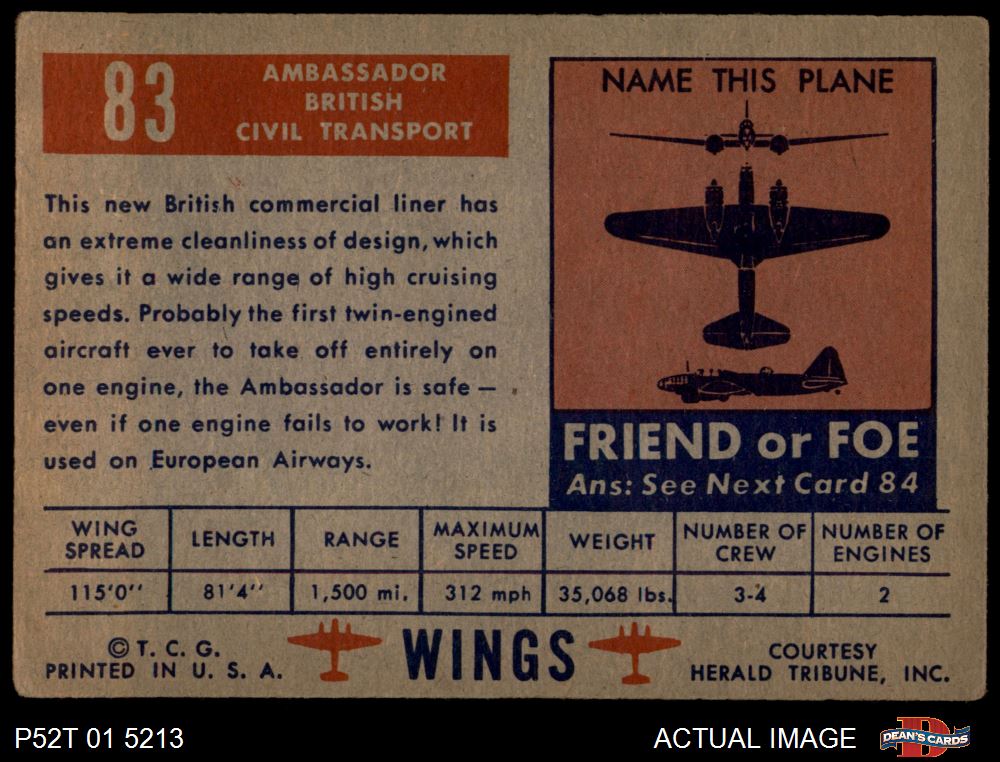 83
AMBASSADOR
BRITISH
CIVIL TRANSPORT
This new British commercial liner has
an extreme cleanliness of design, which
gives it a wide range of high cruising
speeds. Probably the first twin-engined
aircraft ever to take off entirely on
one engine, the Ambassador is safe —
even if one engine fails to work! It is
used on European Airways.
NAME THIS PLANE
FRIEND or FOE
Ans: See Next Card 84
WING SPREAD
LENGTH
RANGE
MAXIMUM SPEED
WEIGHT
NUMBER OF CREW
NUMBER OF ENGINES
115'0''
81'4''
1,500 mi.
312 mph
35,068 lbs.
3-4
2
© T. C. G.
PRINTED IN U. S. A.
WINGS
COURTESY
HERALD TRIBUNE, INC.
P52T 01 5213
ACTUAL IMAGE
D
DEAN'S CARDS